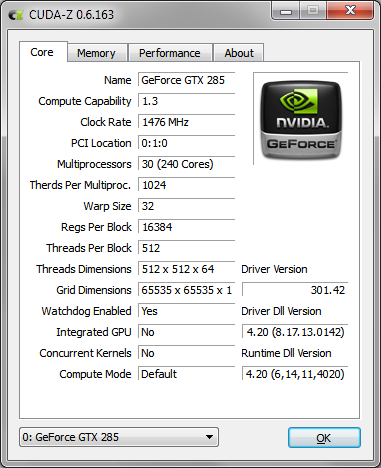 CUDA-Z 0.6.163
Core Memory Performance About
Name GeForce GTX 285
Compute Capability 1.3
Clock Rate 1476 MHz
PCI Location 0:1:0
Multiprocessors 30 (240 Cores)
Therds Per Multiproc. 1024
Warp Size 32
Regs Per Block 16384
Threads Per Block 512
Threads Dimensions 512 x 512 x 64
Grid Dimensions 65535 x 65535 x 1
Watchdog Enabled Yes
Integrated GPU No
Concurrent Kernels No
Compute Mode Default
NVIDIA.
GEFORCE
Driver Version
301.42
Driver Dll Version
4.20 (8.17.13.0142)
Runtime Dll Version
4.20 (6,14,11,4020)
0: GeForce GTX 285
OK